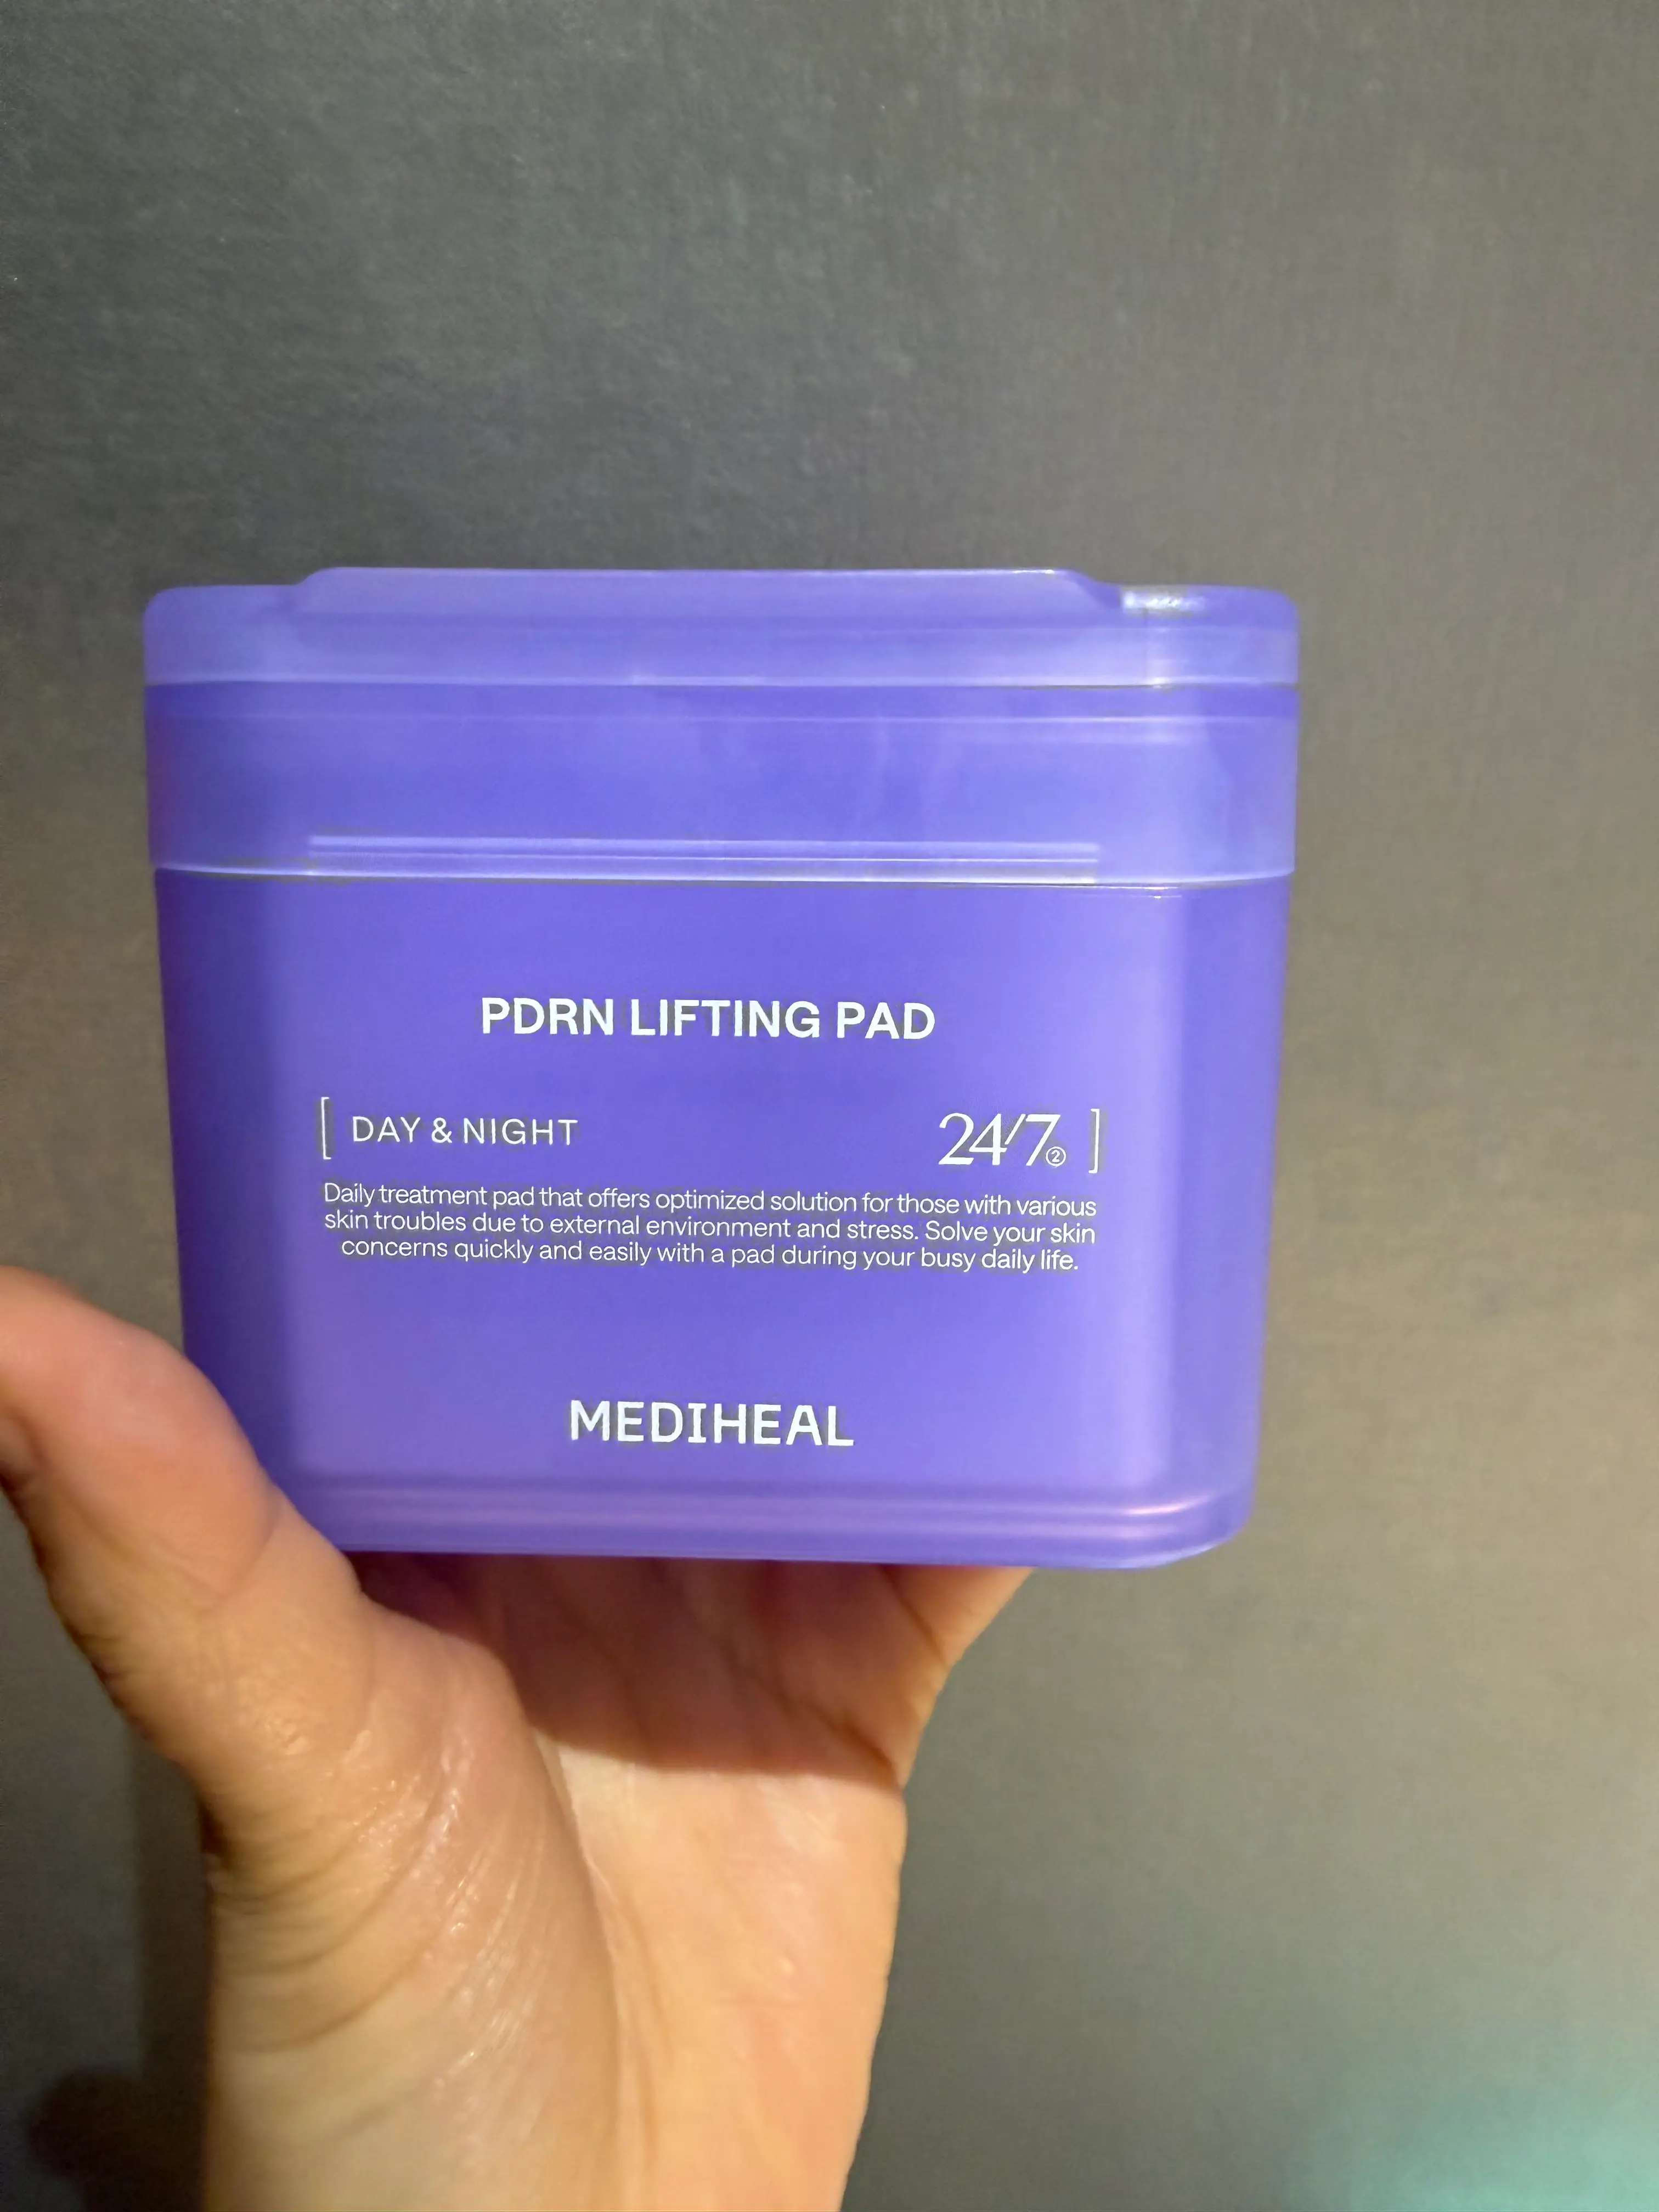 PDRN LIFTING PAD
[ DAY & NIGHT 24/7② ]
Daily treatment pad that offers optimized solution for those with various
skin troubles due to external environment and stress. Solve your skin
concerns quickly and easily with a pad during your busy daily life.
MEDIHEAL